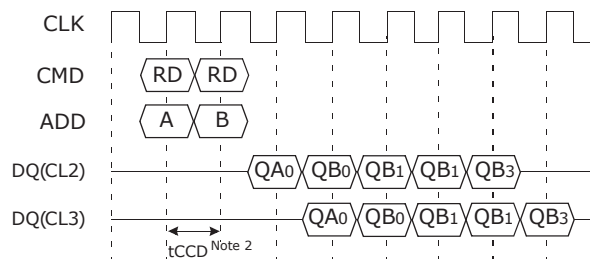 CLK
CMD RD RD
ADD A B
DQ(CL2) QA0 QB0 QB1 QB1 QB3
DQ(CL3) QA0 QB0 QB1 QB1 QB3
tCCD Note 2